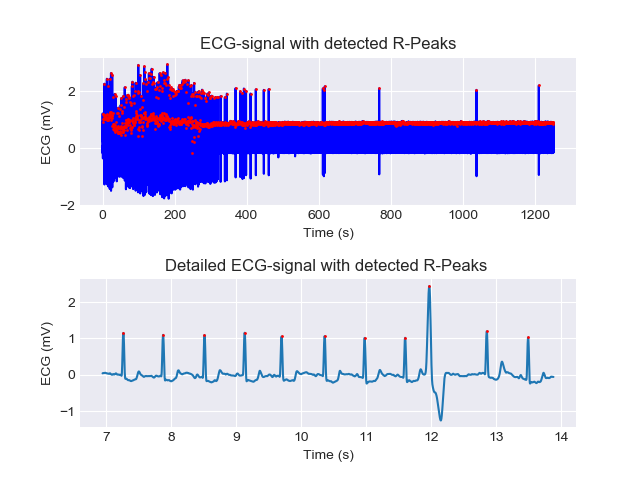 ECG-signal with detected R-Peaks
2
0
−2
ECG (mV)
0 200 400 600 800 1000 1200
Time (s)
Detailed ECG-signal with detected R-Peaks
2
1
0
−1
ECG (mV)
7 8 9 10 11 12 13 14
Time (s)